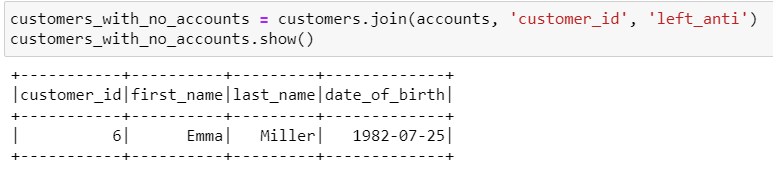 customers_with_no_accounts = customers.join(accounts, 'customer_id', 'left_anti')
customers_with_no_accounts.show()
+-----------+----------+---------+-------------+
|customer_id|first_name|last_name|date_of_birth|
+-----------+----------+---------+-------------+
|          6|      Emma|   Miller|   1982-07-25|
+-----------+----------+---------+-------------+